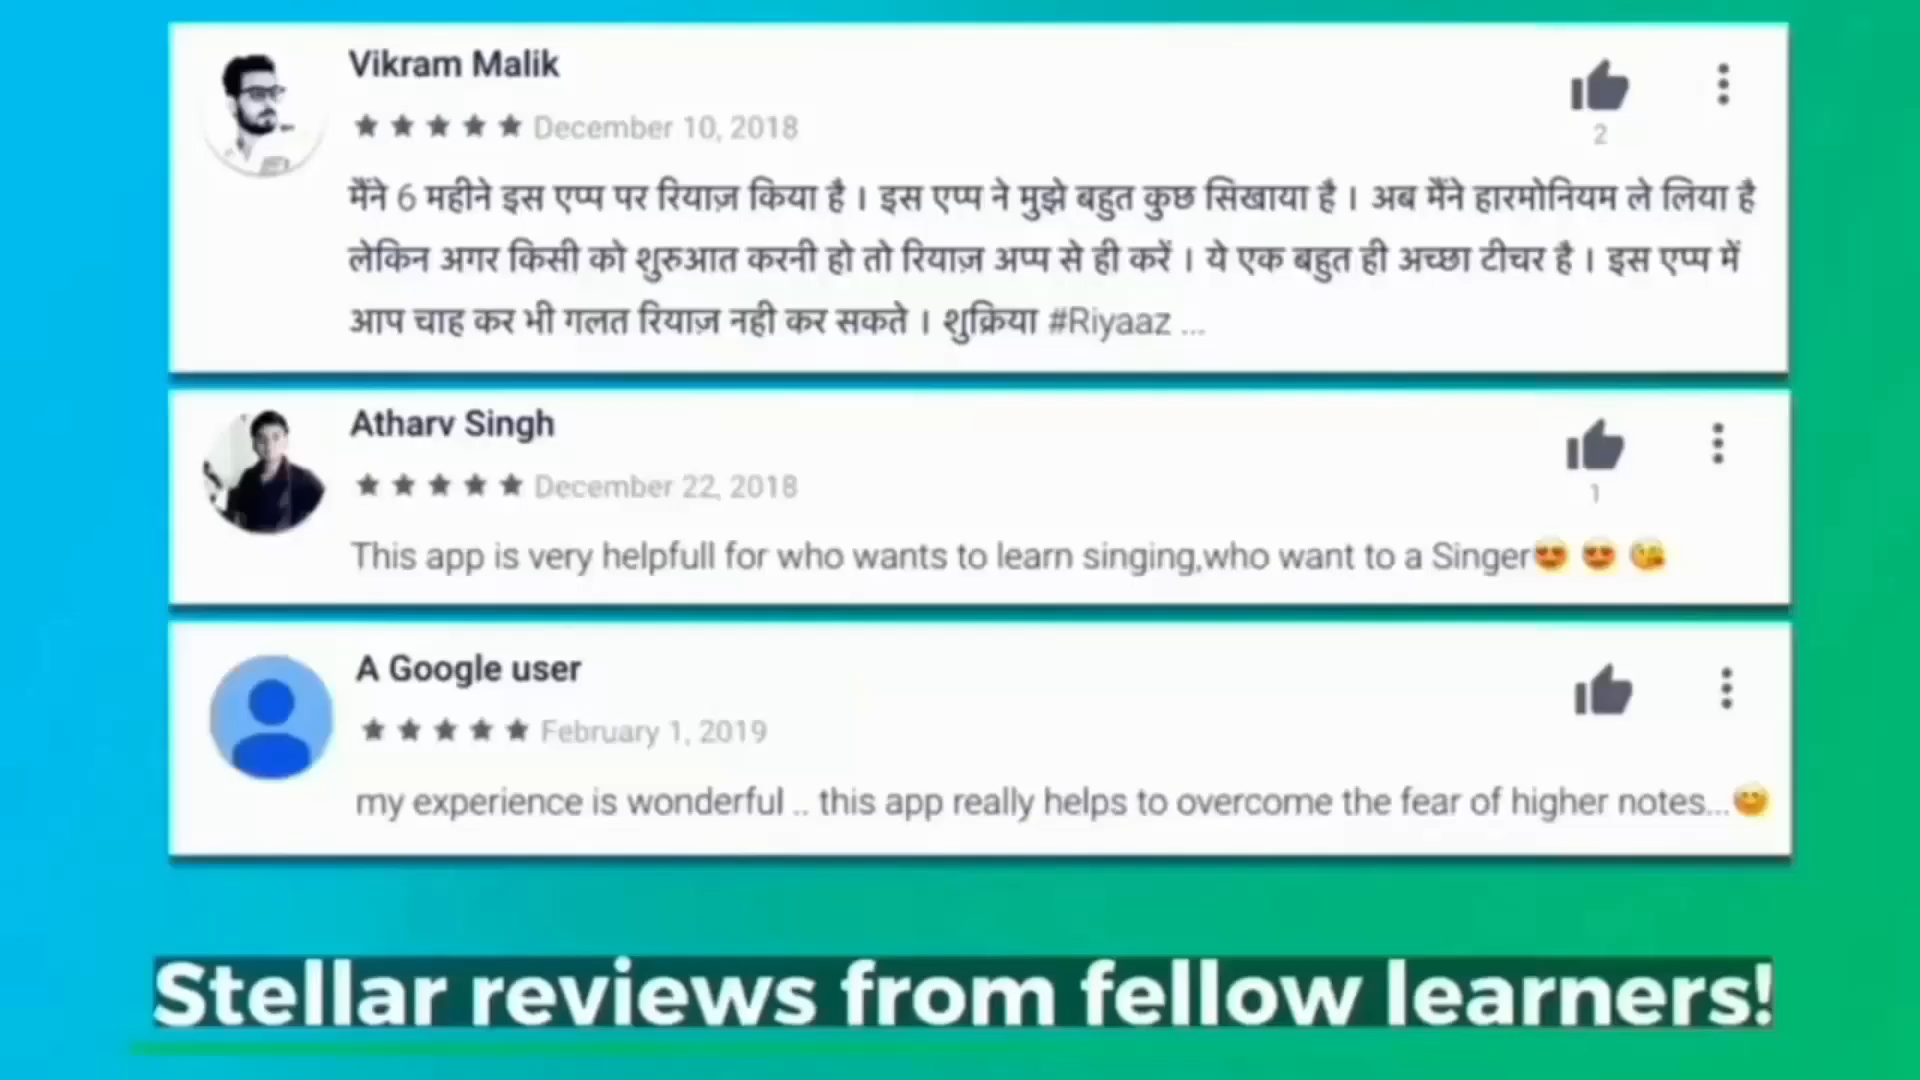 Vikram Malik
★★★★★ December 10, 2018
2
मैंने 6 महीने इस एप्प पर रियाज़ किया है । इस एप्प ने मुझे बहुत कुछ सिखाया है । अब मैंने हारमोनियम ले लिया है
लेकिन अगर किसी को शुरुआत करनी हो तो रियाज़ अप्प से ही करें । ये एक बहुत ही अच्छा टीचर है । इस एप्प में
आप चाह कर भी गलत रियाज़ नही कर सकते । शुक्रिया #Riyaaz ...
Atharv Singh
★★★★★ December 22, 2018
1
This app is very helpfull for who wants to learn singing,who want to a Singer😍 😍 😘
A Google user
★★★★★ February 1, 2019
my experience is wonderful .. this app really helps to overcome the fear of higher notes...😊
Stellar reviews from fellow learners!